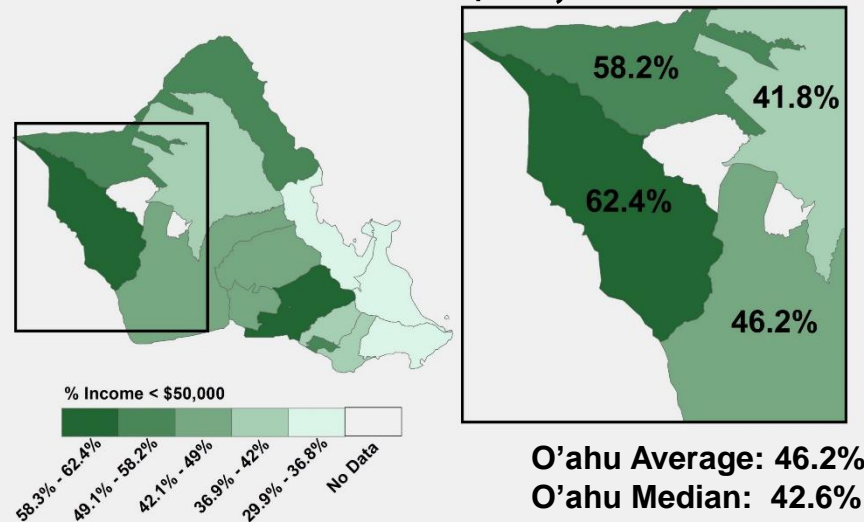 58.2%
41.8%
62.4%
46.2%
% Income < $50,000
58.3% - 62.4%
49.1% - 58.2%
42.1% - 49%
36.9% - 42%
29.9% - 36.8%
No Data
O'ahu Average: 46.2%
O'ahu Median: 42.6%